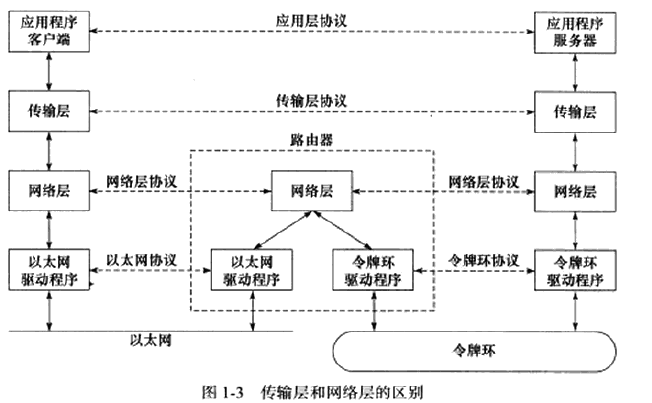 应用程序
客户端
应用层协议
应用程序
服务器
传输层
传输层协议
传输层
路由器
网络层
网络层协议
网络层
网络层协议
网络层
以太网
驱动程序
以太网协议
以太网
驱动程序
令牌环
驱动程序
令牌环协议
令牌环
驱动程序
以太网
令牌环
图 1-3 传输层和网络层的区别